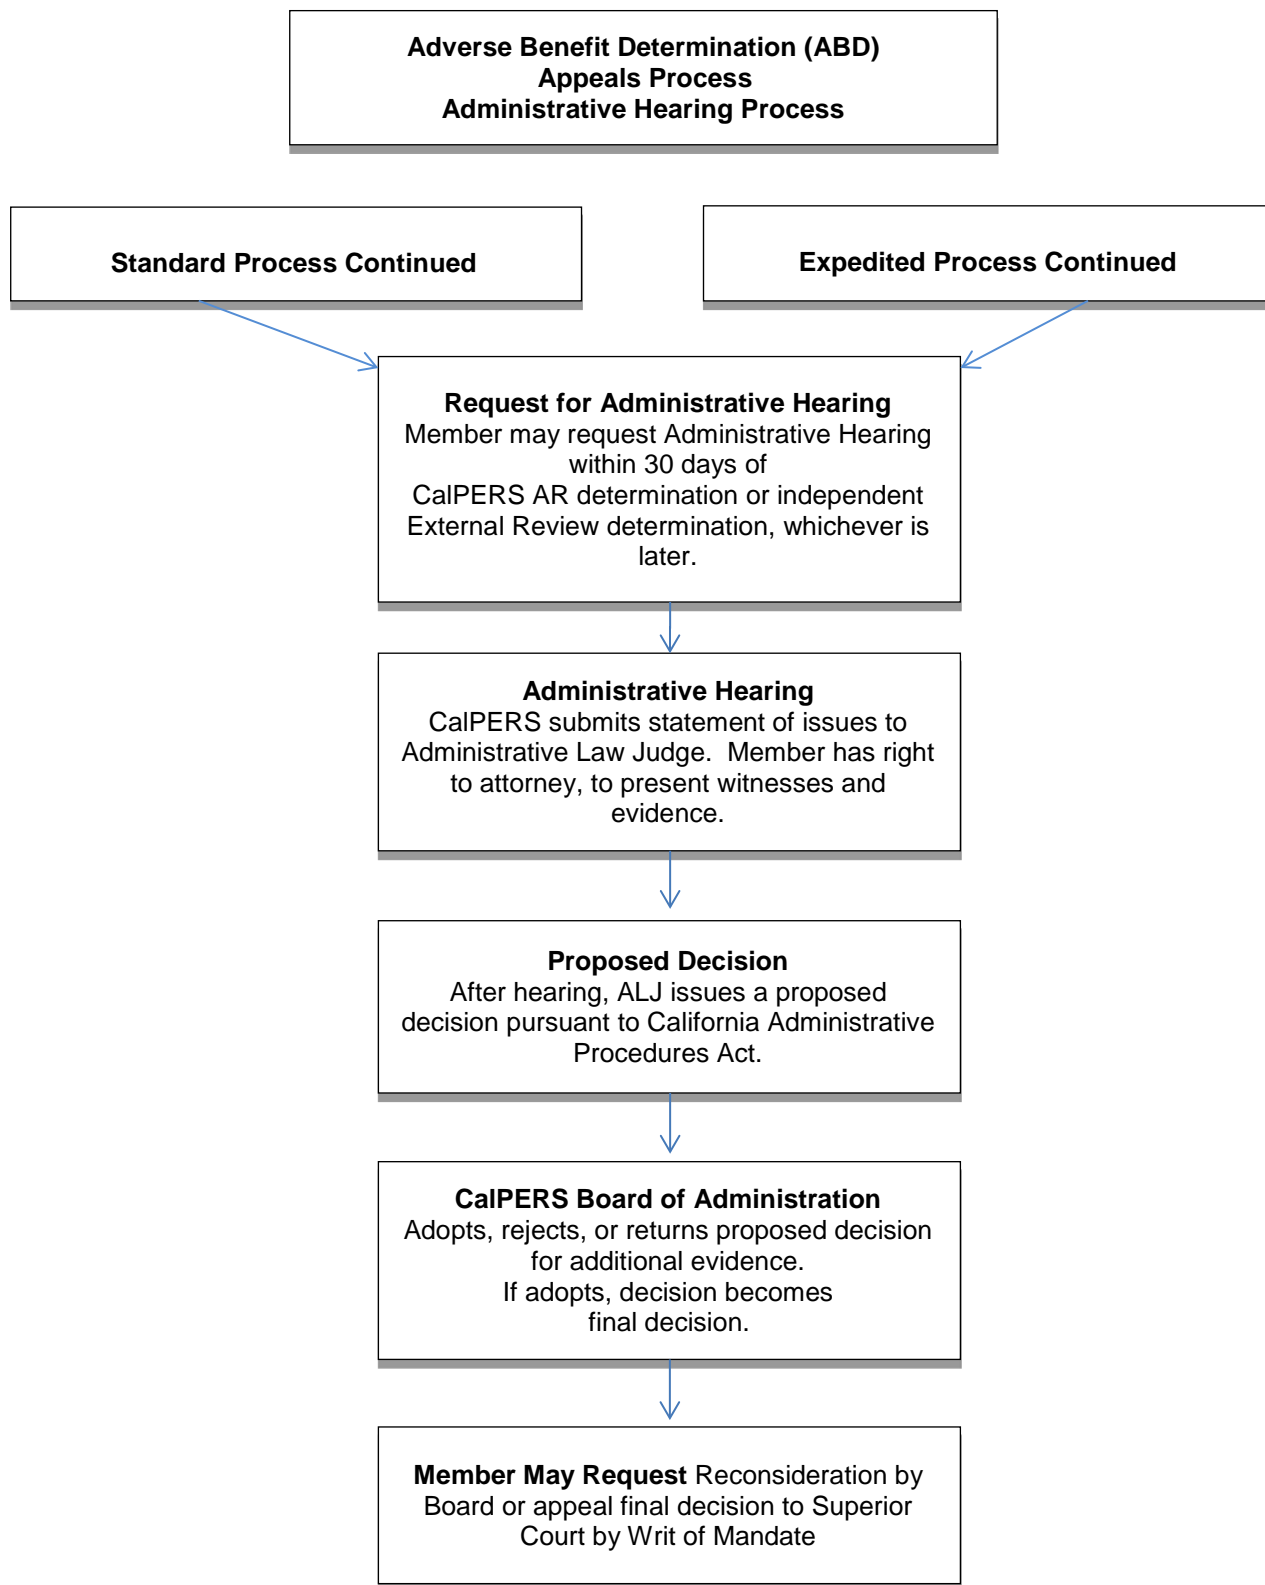 Adverse Benefit Determination (ABD)
Appeals Process
Administrative Hearing Process
Standard Process Continued
Expedited Process Continued
Request for Administrative Hearing
Member may request Administrative Hearing
within 30 days of
CalPERS AR determination or independent
External Review determination, whichever is
later.
Administrative Hearing
CalPERS submits statement of issues to
Administrative Law Judge.  Member has right
to attorney, to present witnesses and
evidence.
Proposed Decision
After hearing, ALJ issues a proposed
decision pursuant to California Administrative
Procedures Act.
CalPERS Board of Administration
Adopts, rejects, or returns proposed decision
for additional evidence.
If adopts, decision becomes
final decision.
Member May Request Reconsideration by
Board or appeal final decision to Superior
Court by Writ of Mandate